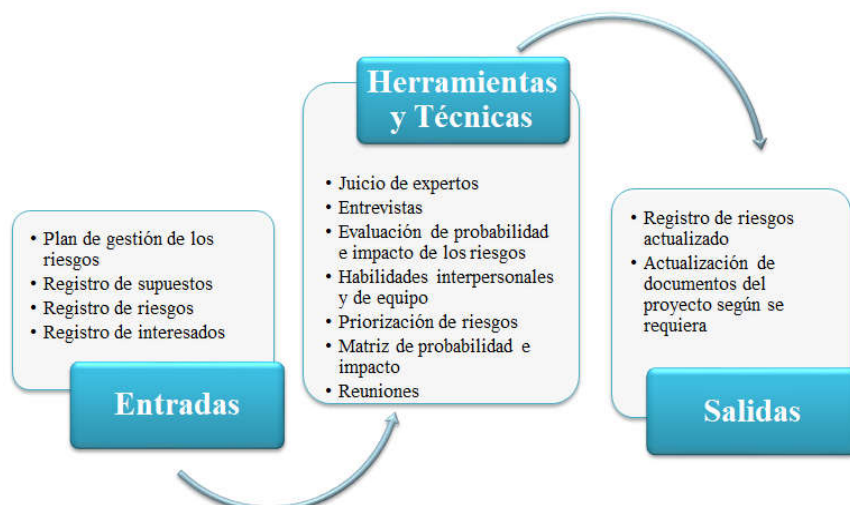 • Plan de gestión de los
riesgos
• Registro de supuestos
• Registro de riesgos
• Registro de interesados
Entradas
Herramientas
y Técnicas
• Juicio de expertos
• Entrevistas
• Evaluación de probabilidad
e impacto de los riesgos
• Habilidades interpersonales
y de equipo
• Priorización de riesgos
• Matriz de probabilidad e
impacto
• Reuniones
• Registro de riesgos
actualizado
• Actualización de
documentos del
proyecto según se
requiera
Salidas